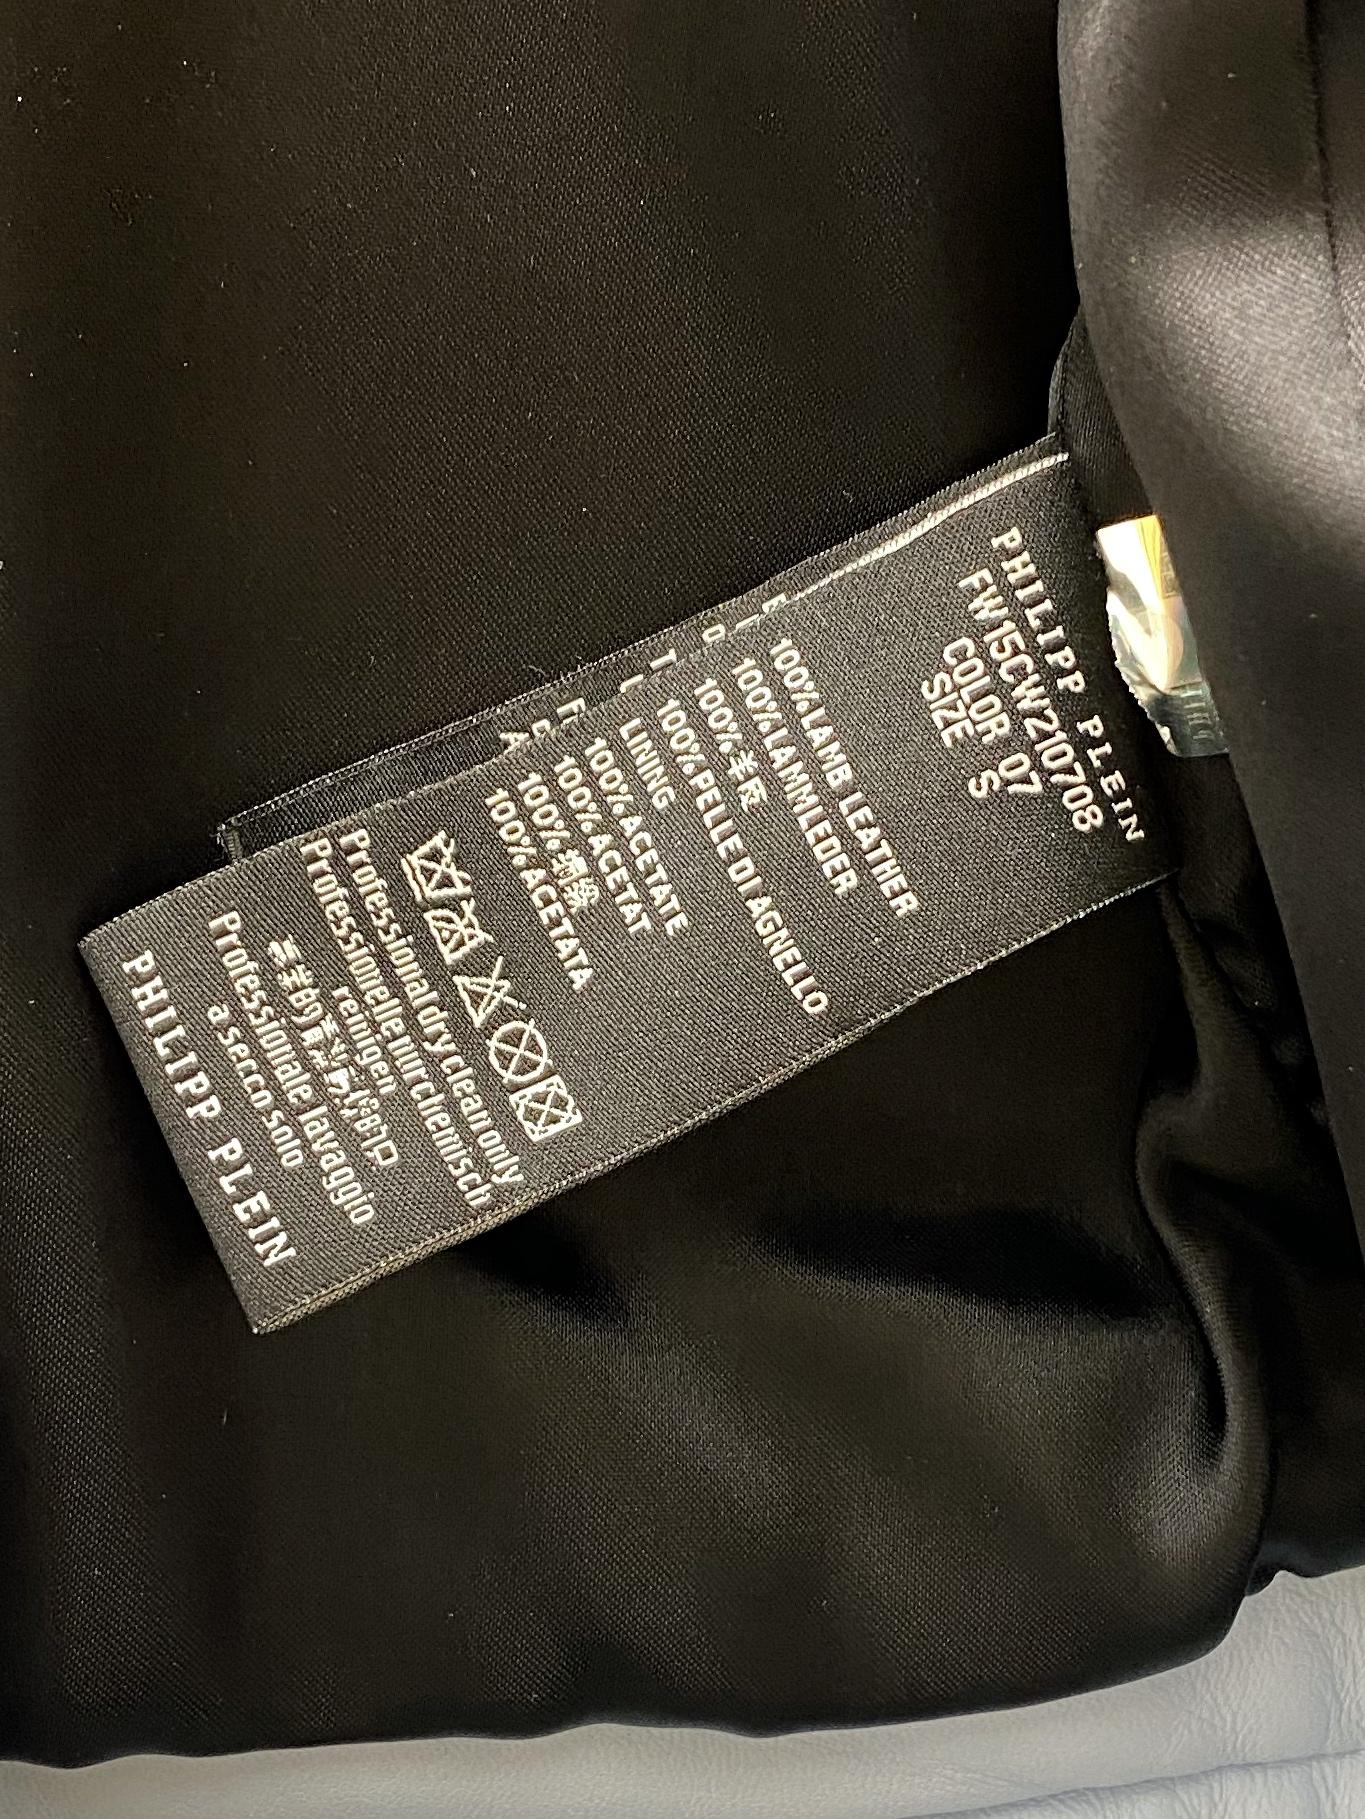 PHILIPP PLEIN
FW15CW210708
COLOR 07
SIZE S
100%LAMB LEATHER
100%LAMMLEDER
100%羊皮
100%PELLE DI AGNELLO
LINING
100%ACETATE
100%ACETAT
100%
100%ACETATA
Professional dry clean only
Professionelle nur Chemisch
reinigen
Professionale lavaggio
a secco solo
PHILIPP PLEIN